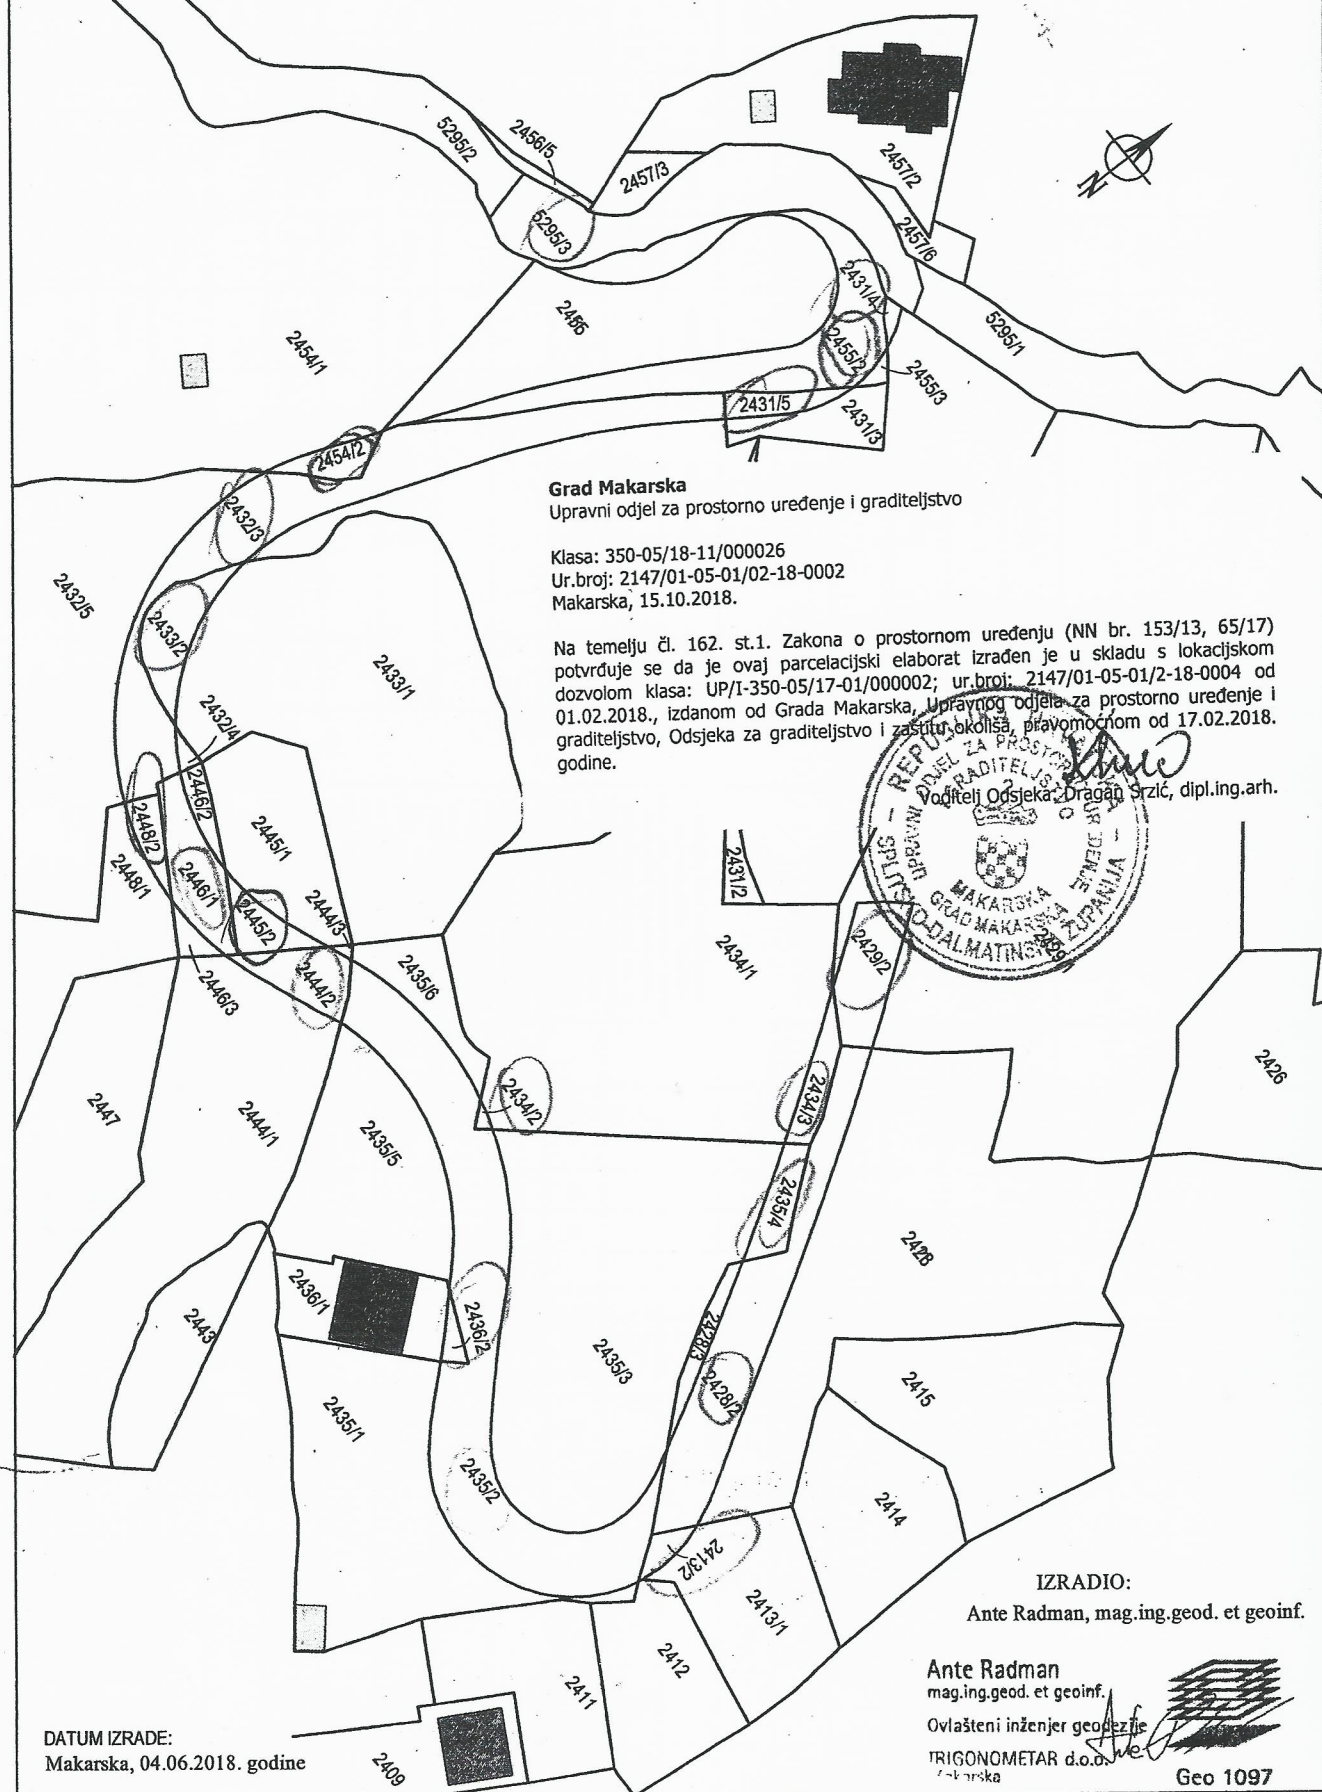 5295/2
2456/5
2457/3
2457/2
N
5295/3
2457/6
2431/4
5295/1
2454/1
2455/2
2455/3
2431/5
2431/3
2454/2
2432/3
Grad Makarska
Upravni odjel za prostorno uređenje i graditeljstvo
Klasa: 350-05/18-11/000026
Ur.broj: 2147/01-05-01/02-18-0002
Makarska, 15.10.2018.
Na temelju čl. 162. st.1. Zakona o prostornom uređenju (NN br. 153/13, 65/17)
potvrđuje se da je ovaj parcelacijski elaborat izrađen je u skladu s lokacijskom
dozvolom klasa: UP/I-350-05/17-01/000002; ur.broj: 2147/01-05-01/2-18-0004 od
01.02.2018., izdanom od Grada Makarska, Upravnog odjela za prostorno uređenje i
graditeljstvo, Odsjeka za graditeljstvo i zaštitu okoliša, pravomoćnom od 17.02.2018.
godine.
Voditelj Odsjeka: Dragan Srzić, dipl.ing.arh.
SPLITSKO-DALMATINSKA ŽUPANIJA
GRAD MAKARSKA
MAKARSKA
2432/5
2433/2
2433/1
2432/4
2446/2
2448/2
2445/1
2448/1
2446/1
2431/2
2445/2
2444/3
2434/1
2429/2
2435/6
2444/2
2446/3
2426
2434/2
2434/3
2447
2444/1
2435/5
2435/4
2428
2436/1
2443
2436/2
2428/3
2435/3
2428/2
2415
2435/1
2435/2
2414
2413/2
2413/1
2412
2411
2409
IZRADIO:
Ante Radman, mag.ing.geod. et geoinf.
Ante Radman
mag.ing.geod. et geoinf.
Ovlašteni inženjer geodezije
TRIGONOMETAR d.o.o.
Geo 1097
DATUM IZRADE:
Makarska, 04.06.2018. godine